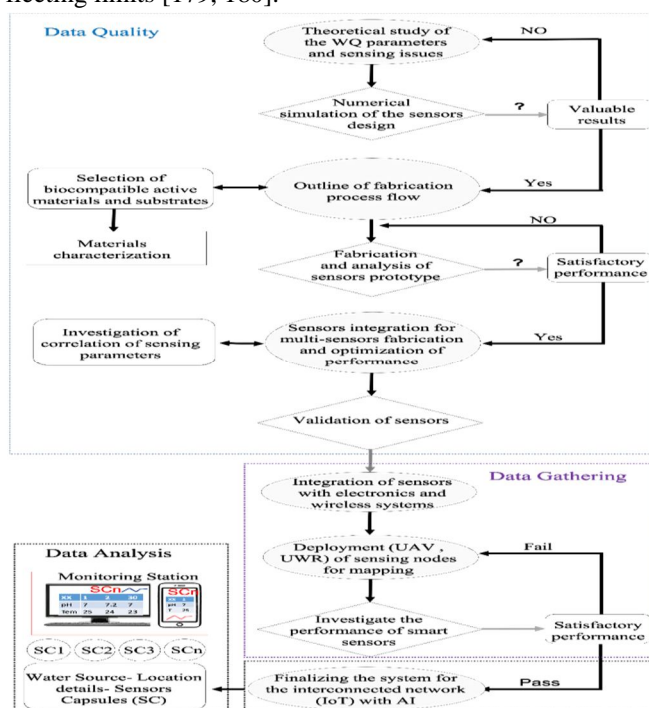 flecting limits [179, 180].
Data Quality
Theoretical study of
the WQ parameters
and sensing issues
NO
Numerical
simulation of the sensors
design
?
Valuable
results
Selection of
biocompatible active
materials and substrates
Outline of fabrication
process flow
Yes
NO
Materials
characterization
Fabrication
and analysis of
sensors prototype
?
Satisfactory
performance
Investigation of
correlation of sensing
parameters
Sensors integration for
multi-sensors fabrication
and optimization of
performance
Yes
Validation of sensors
Data Gathering
Integration of sensors
with electronics and
wireless systems
Data Analysis
Monitoring Station
Deployment (UAV ,
UWR) of sensing nodes
for mapping
Fail
SCn
XX 1 2 30
pH 7 7.2 7
Tem 25 24 23
SCn
Investigate the
performance of smart
sensors
Satisfactory
performance
SC1 SC2 SC3 SCn
Water Source- Location
details- Sensors
Capsules (SC)
Finalizing the system for
the interconnected network
(IoT) with AI
Pass